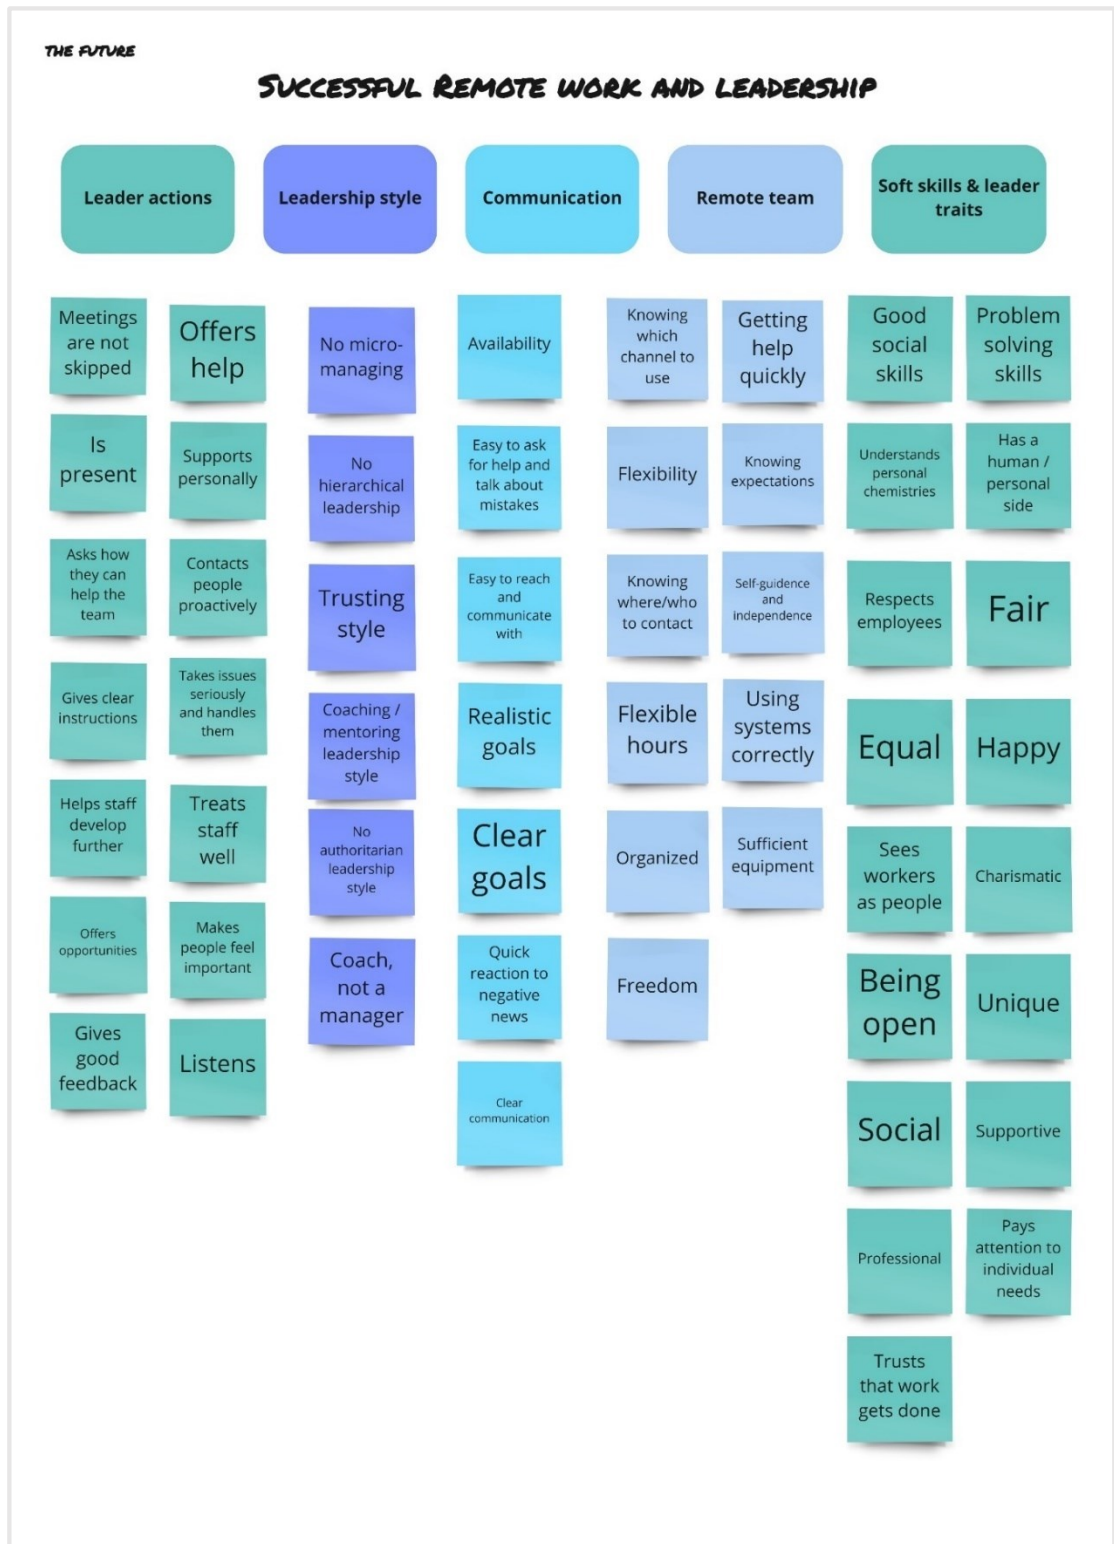 THE FUTURE
SUCCESSFUL REMOTE WORK AND LEADERSHIP
Leader actions
Leadership style
Communication
Remote team
Soft skills & leader
traits
Meetings
are not
skipped
Offers
help
Is
present
Supports
personally
Asks how
they can
help the
team
Contacts
people
proactively
Gives clear
instructions
Takes issues
seriously
and handles
them
Helps staff
develop
further
Treats
staff
well
Offers
opportunities
Makes
people feel
important
Gives
good
feedback
Listens
No micro-
managing
No
hierarchical
leadership
Trusting
style
Coaching /
mentoring
leadership
style
No
authoritarian
leadership
style
Coach,
not a
manager
Availability
Easy to ask
for help and
talk about
mistakes
Easy to reach
and
communicate
with
Realistic
goals
Clear
goals
Quick
reaction to
negative
news
Clear
communication
Knowing
which
channel to
use
Getting
help
quickly
Flexibility
Knowing
expectations
Knowing
where/who
to contact
Self-guidence
and
independence
Flexible
hours
Using
systems
correctly
Organized
Sufficient
equipment
Freedom
Good
social
skills
Problem
solving
skills
Understands
personal
chemistries
Has a
human /
personal
side
Respects
employees
Fair
Equal
Happy
Sees
workers
as people
Charismatic
Being
open
Unique
Social
Supportive
Professional
Pays
attention to
individual
needs
Trusts
that work
gets done